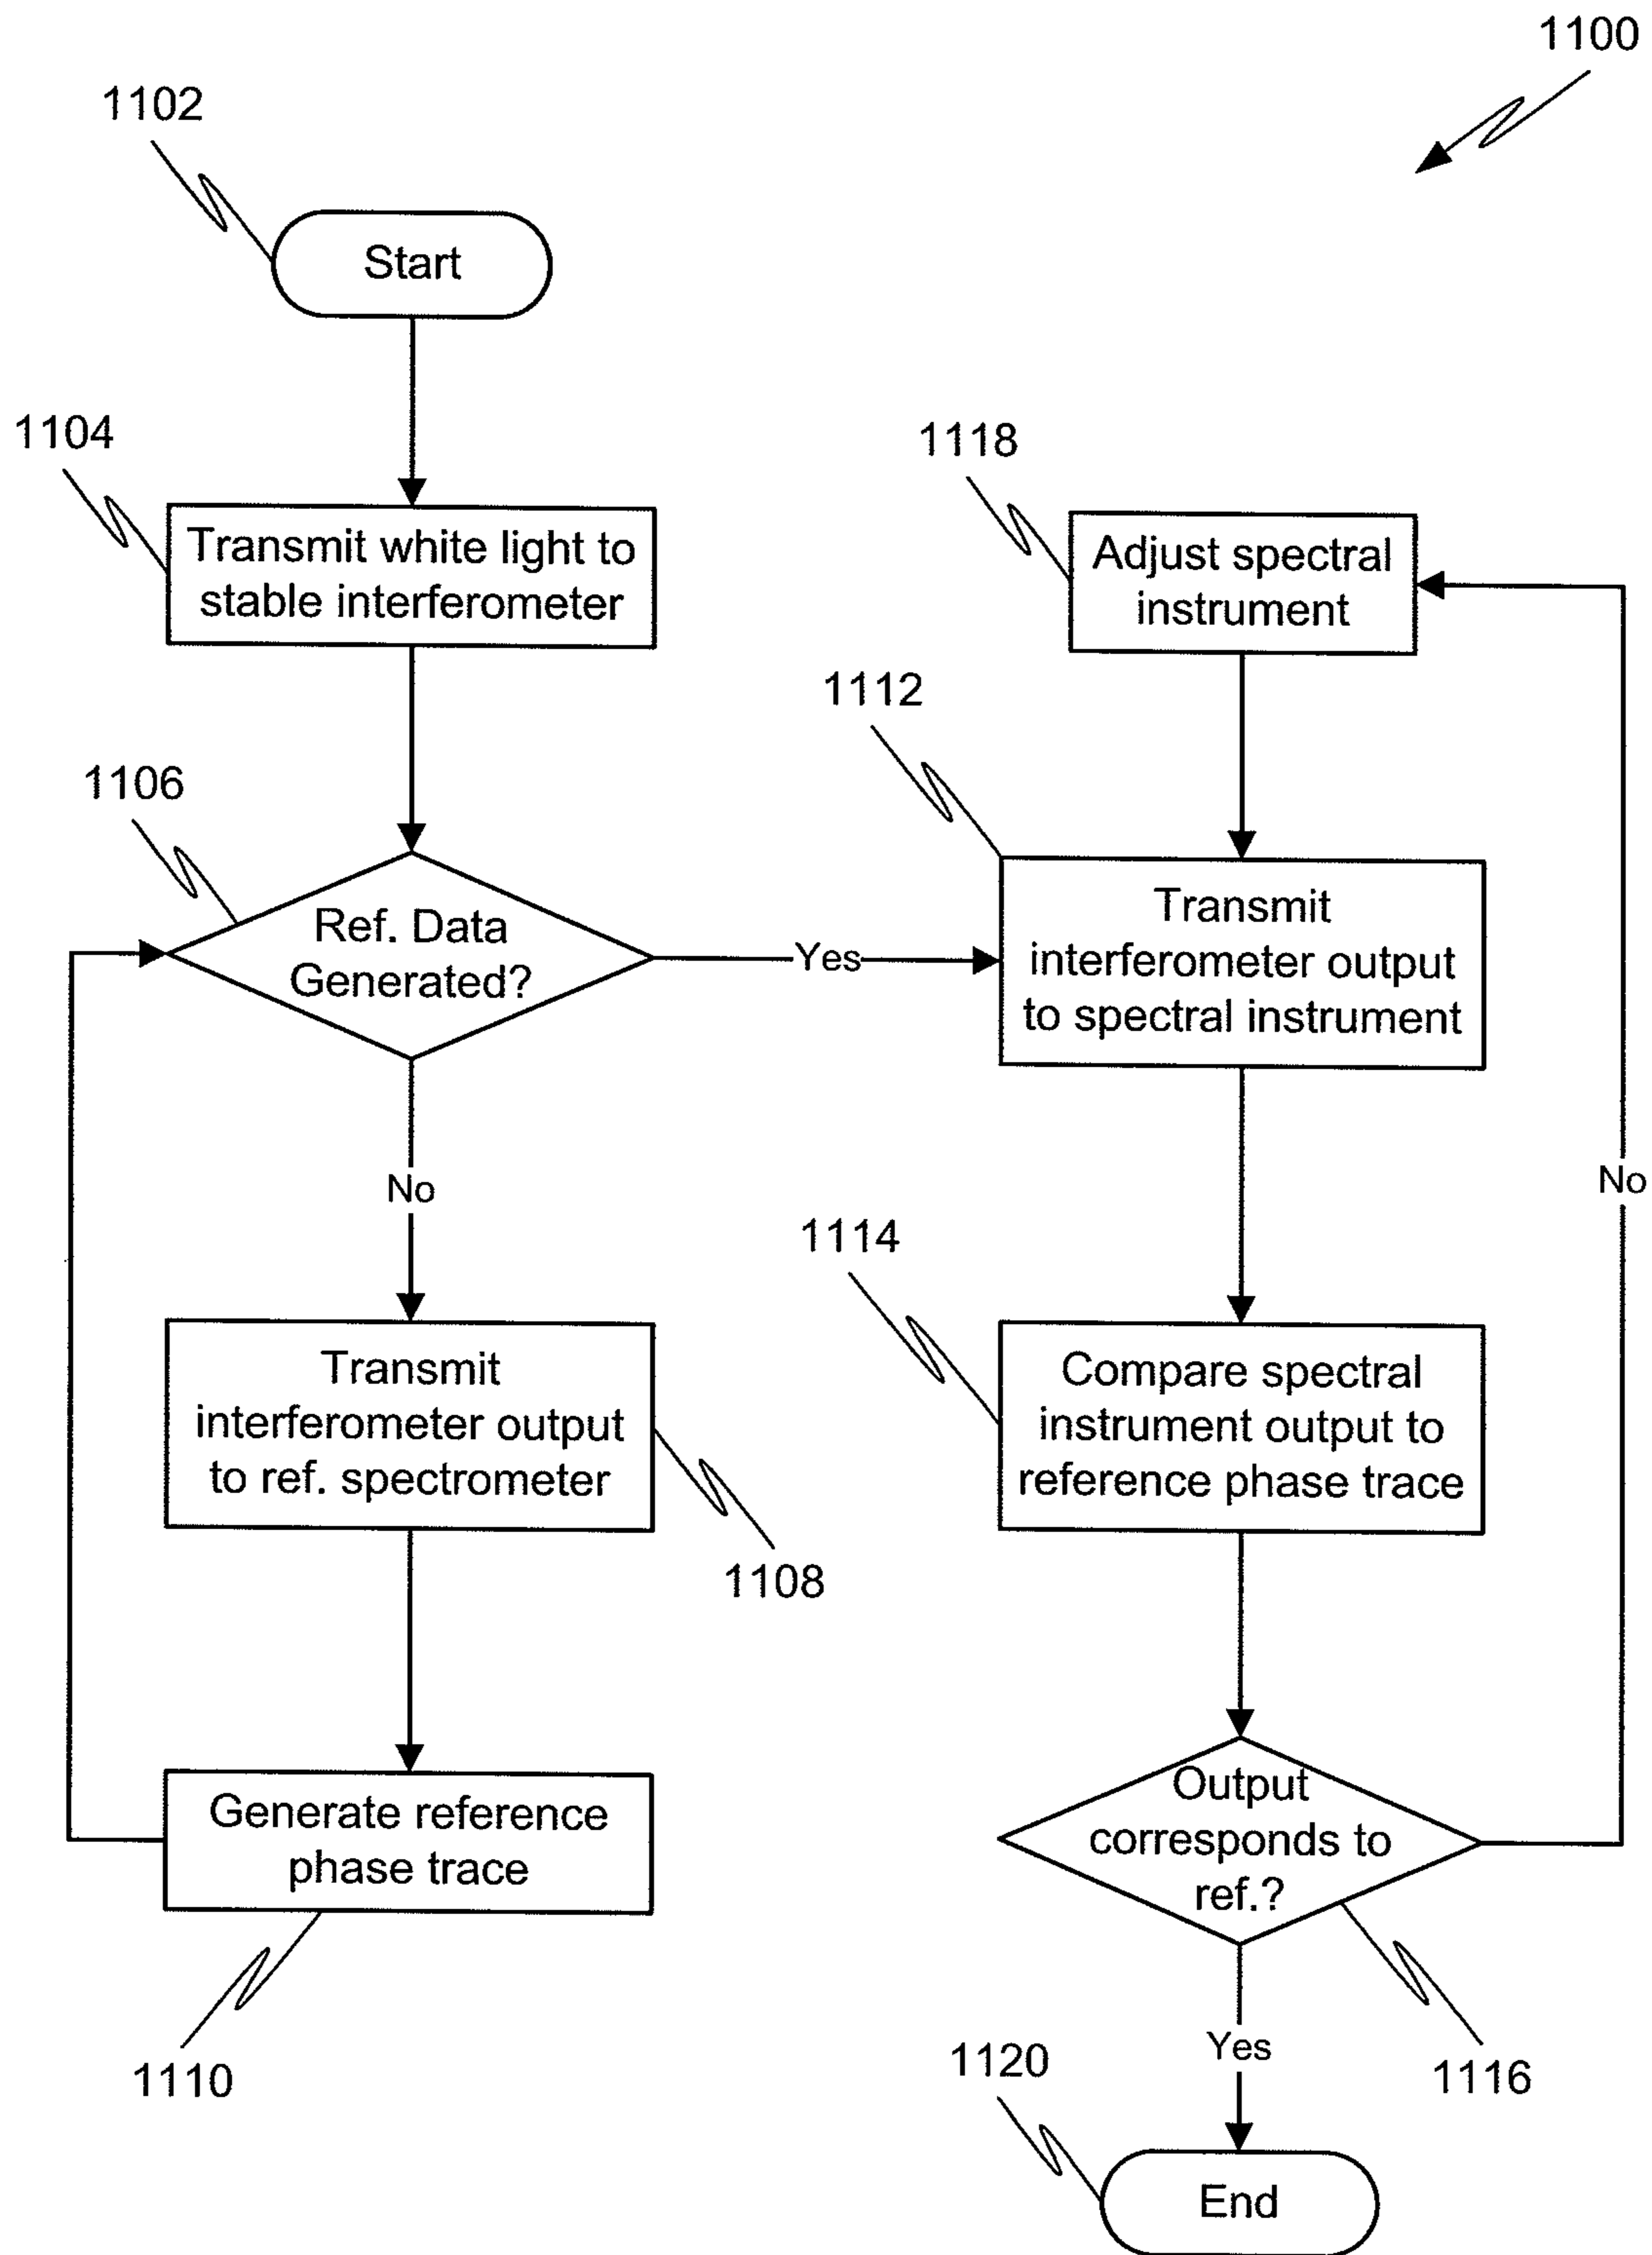 1100
1102
Start
1104
Transmit white light to
stable interferometer
1106
Ref. Data
Generated?
Yes
No
Transmit
interferometer output
to ref. spectrometer
1108
Generate reference
phase trace
1110
1118
Adjust spectral
instrument
1112
Transmit
interferometer output
to spectral instrument
No
1114
Compare spectral
instrument output to
reference phase trace
Output
corresponds to
ref.?
1116
Yes
1120
End